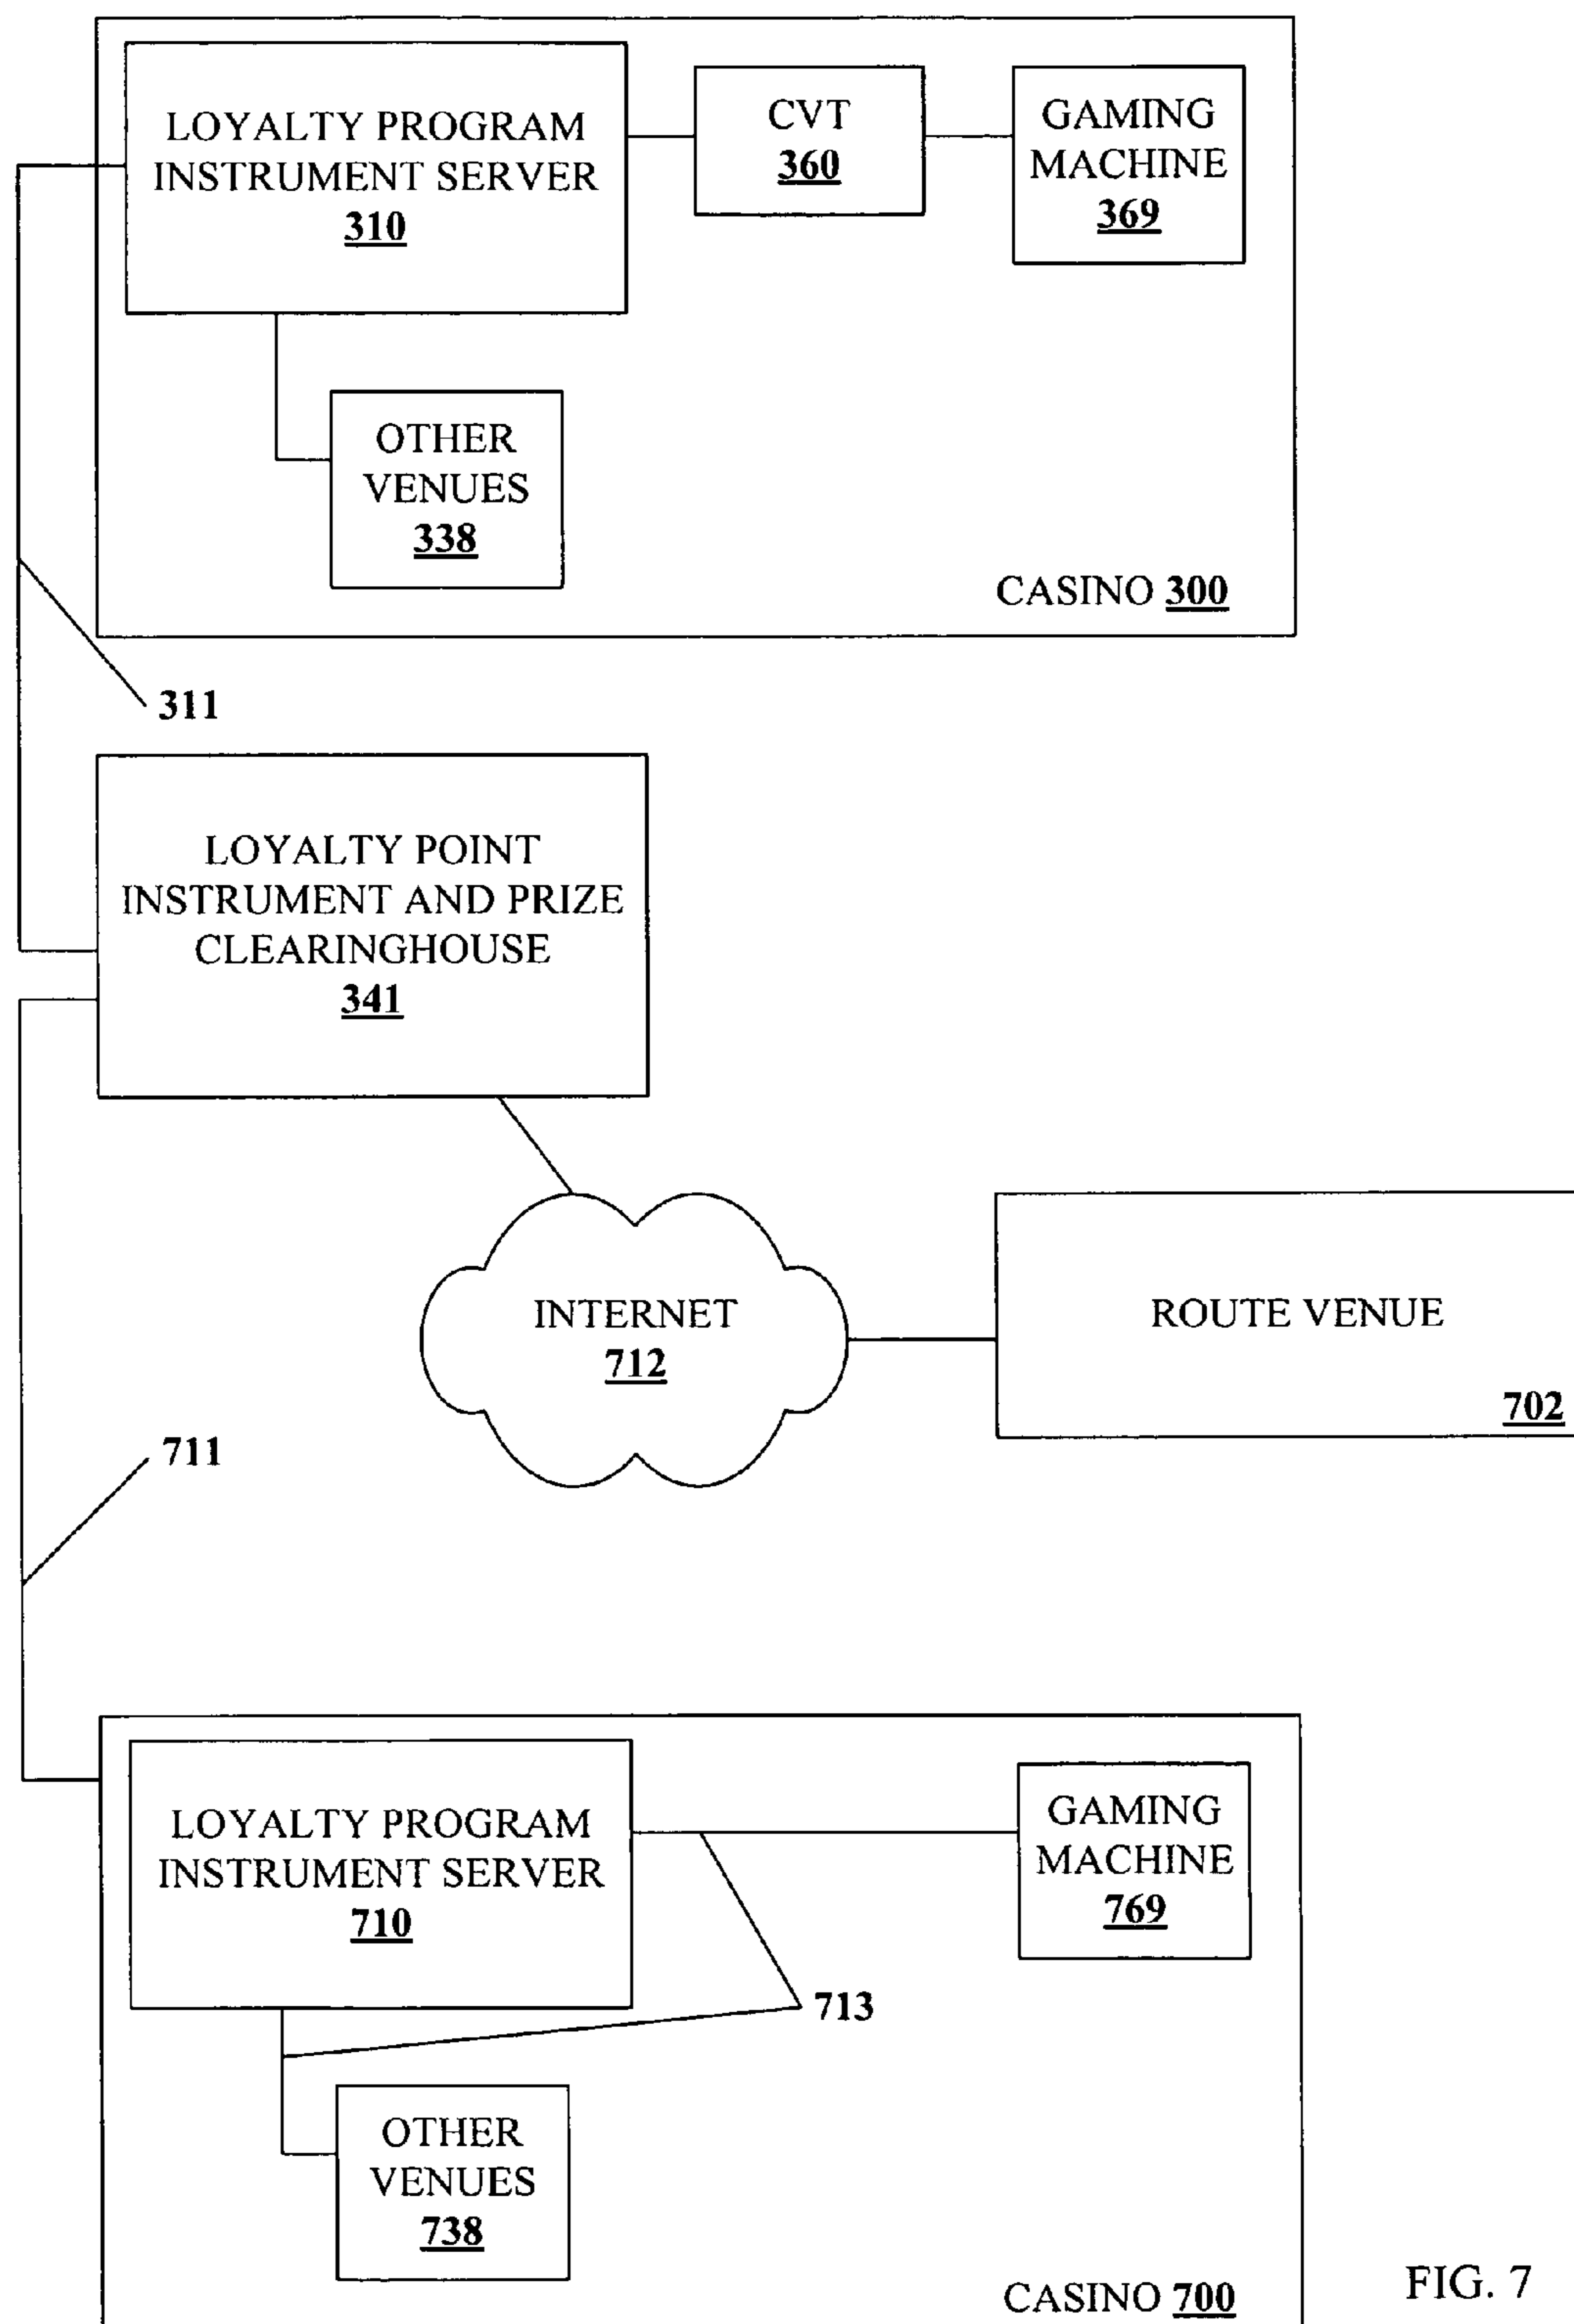 LOYALTY PROGRAM
INSTRUMENT SERVER
310
CVT
360
GAMING
MACHINE
369
OTHER
VENUES
338
CASINO 300
311
LOYALTY POINT
INSTRUMENT AND PRIZE
CLEARINGHOUSE
341
INTERNET
712
ROUTE VENUE
702
711
LOYALTY PROGRAM
INSTRUMENT SERVER
710
GAMING
MACHINE
769
713
OTHER
VENUES
738
CASINO 700
FIG. 7